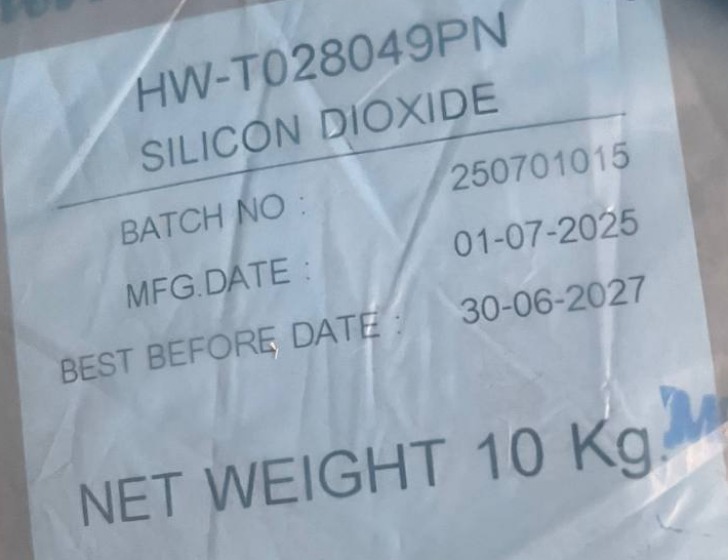 HW-T028049PN
SILICON DIOXIDE
BATCH NO : 250701015
MFG.DATE : 01-07-2025
BEST BEFORE DATE : 30-06-2027
NET WEIGHT 10 Kg.